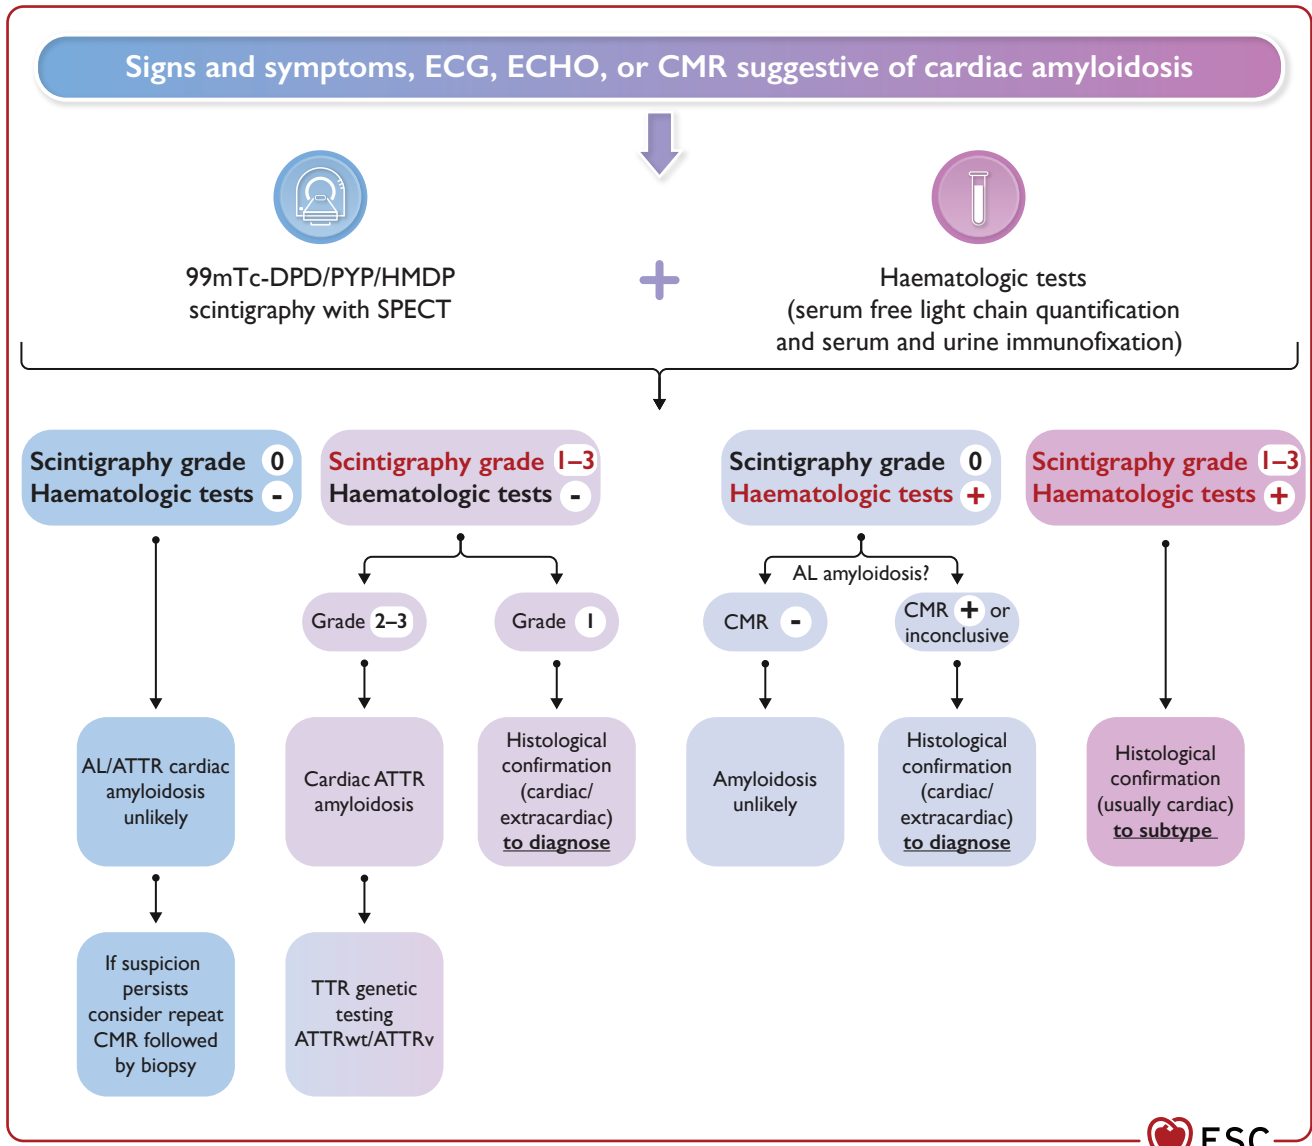 Signs and symptoms, ECG, ECHO, or CMR suggestive of cardiac amyloidosis
99mTc-DPD/PYP/HMDP
scintigraphy with SPECT
+
Haematologic tests
(serum free light chain quantification
and serum and urine immunofixation)
Scintigraphy grade 0
Haematologic tests -
Scintigraphy grade 1–3
Haematologic tests -
Scintigraphy grade 0
Haematologic tests +
Scintigraphy grade 1–3
Haematologic tests +
AL amyloidosis?
Grade 2–3
Grade 1
CMR -
CMR + or
inconclusive
AL/ATTR cardiac
amyloidosis
unlikely
Cardiac ATTR
amyloidosis
Histological
confirmation
(cardiac/
extracardiac)
to diagnose
Amyloidosis
unlikely
Histological
confirmation
(cardiac/
extracardiac)
to diagnose
Histological
confirmation
(usually cardiac)
to subtype
If suspicion
persists
consider repeat
CMR followed
by biopsy
TTR genetic
testing
ATTRwt/ATTRv
ESC